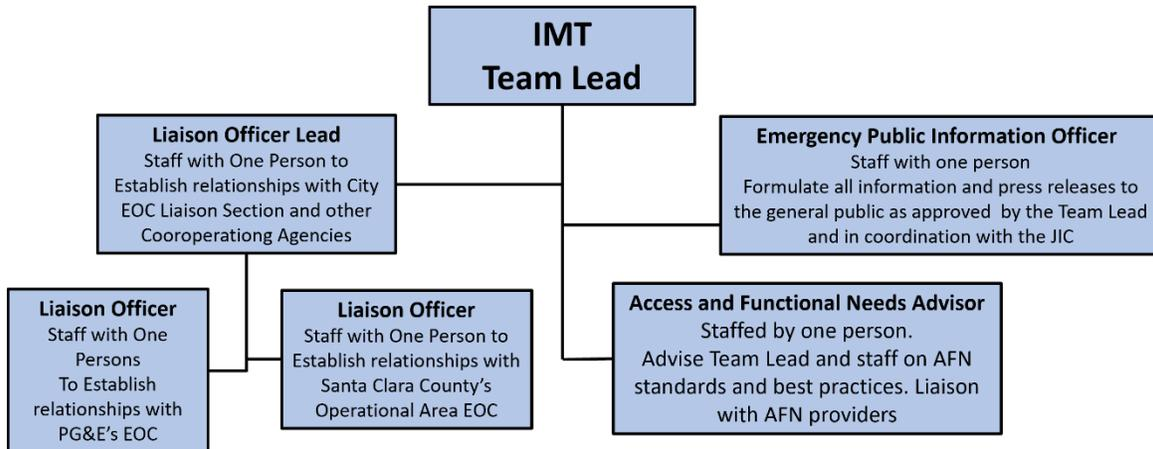 IMT
Team Lead
Liaison Officer Lead
Staff with One Person to
Establish relationships with City
EOC Liaison Section and other
Cooroperationg Agencies
Emergency Public Information Officer
Staff with one person
Formulate all information and press releases to
the general public as approved by the Team Lead
and in coordination with the JIC
Liaison Officer
Staff with One
Persons
To Establish
relationships with
PG&E's EOC
Liaison Officer
Staff with One Person to
Establish relationships with
Santa Clara County's
Operational Area EOC
Access and Functional Needs Advisor
Staffed by one person.
Advise Team Lead and staff on AFN
standards and best practices. Liaison
with AFN providers